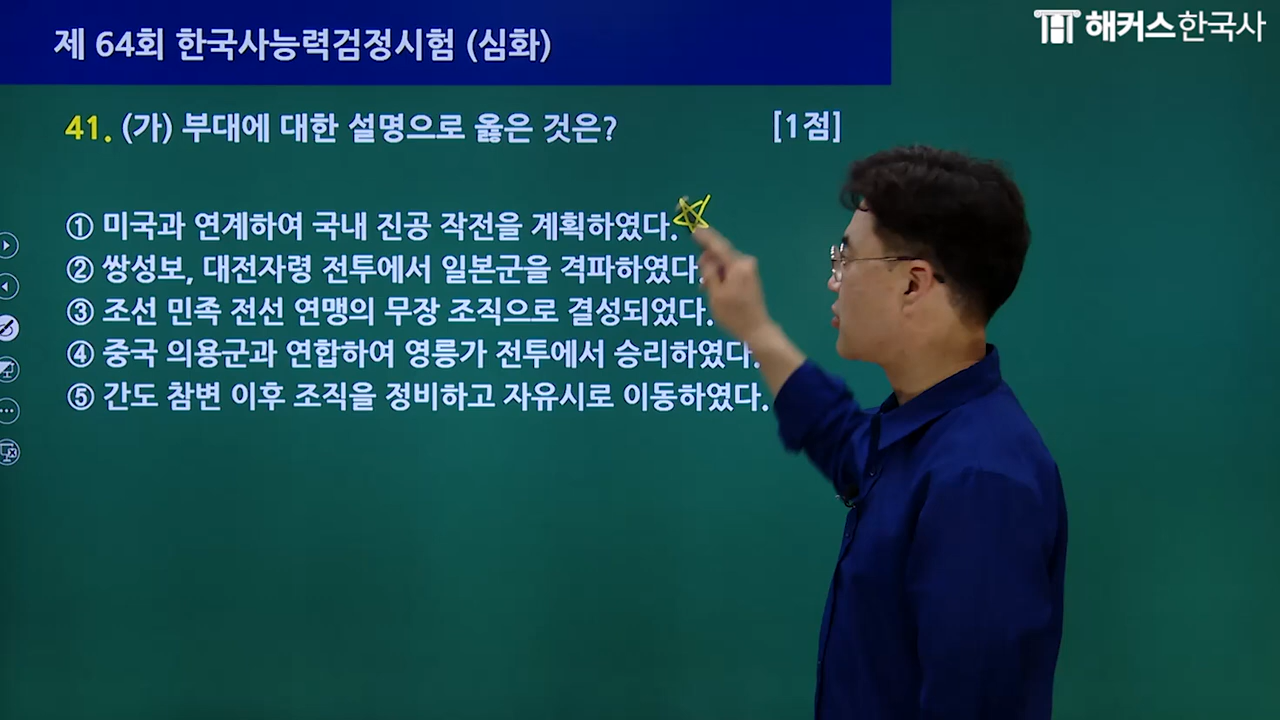 제 64회 한국사능력검정시험 (심화)
해커스한국사
41. (가) 부대에 대한 설명으로 옳은 것은? [1점]
① 미국과 연계하여 국내 진공 작전을 계획하였다.
② 쌍성보, 대전자령 전투에서 일본군을 격파하였다.
③ 조선 민족 전선 연맹의 무장 조직으로 결성되었다.
④ 중국 의용군과 연합하여 영릉가 전투에서 승리하였다.
⑤ 간도 참변 이후 조직을 정비하고 자유시로 이동하였다.